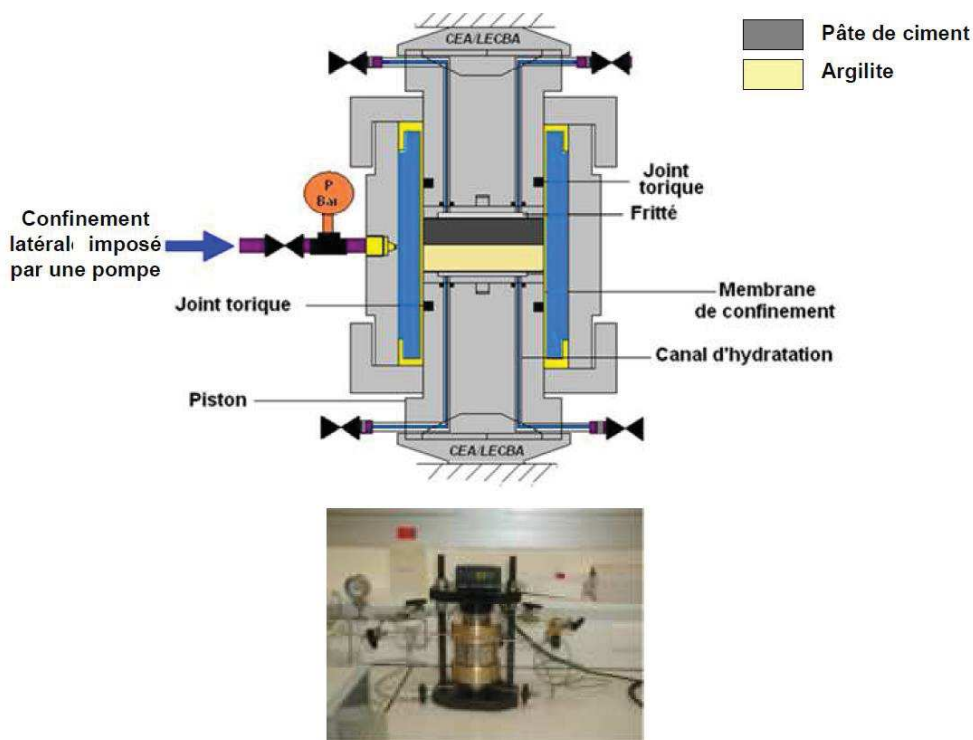 CEA/LECBA
Pâte de ciment
Argilite
P
Bar
Joint
torique
Fritté
Confinement
latéral imposé
par une pompe
Joint torique
Membrane
de confinement
Canal d'hydratation
Piston
CEA/LECBA